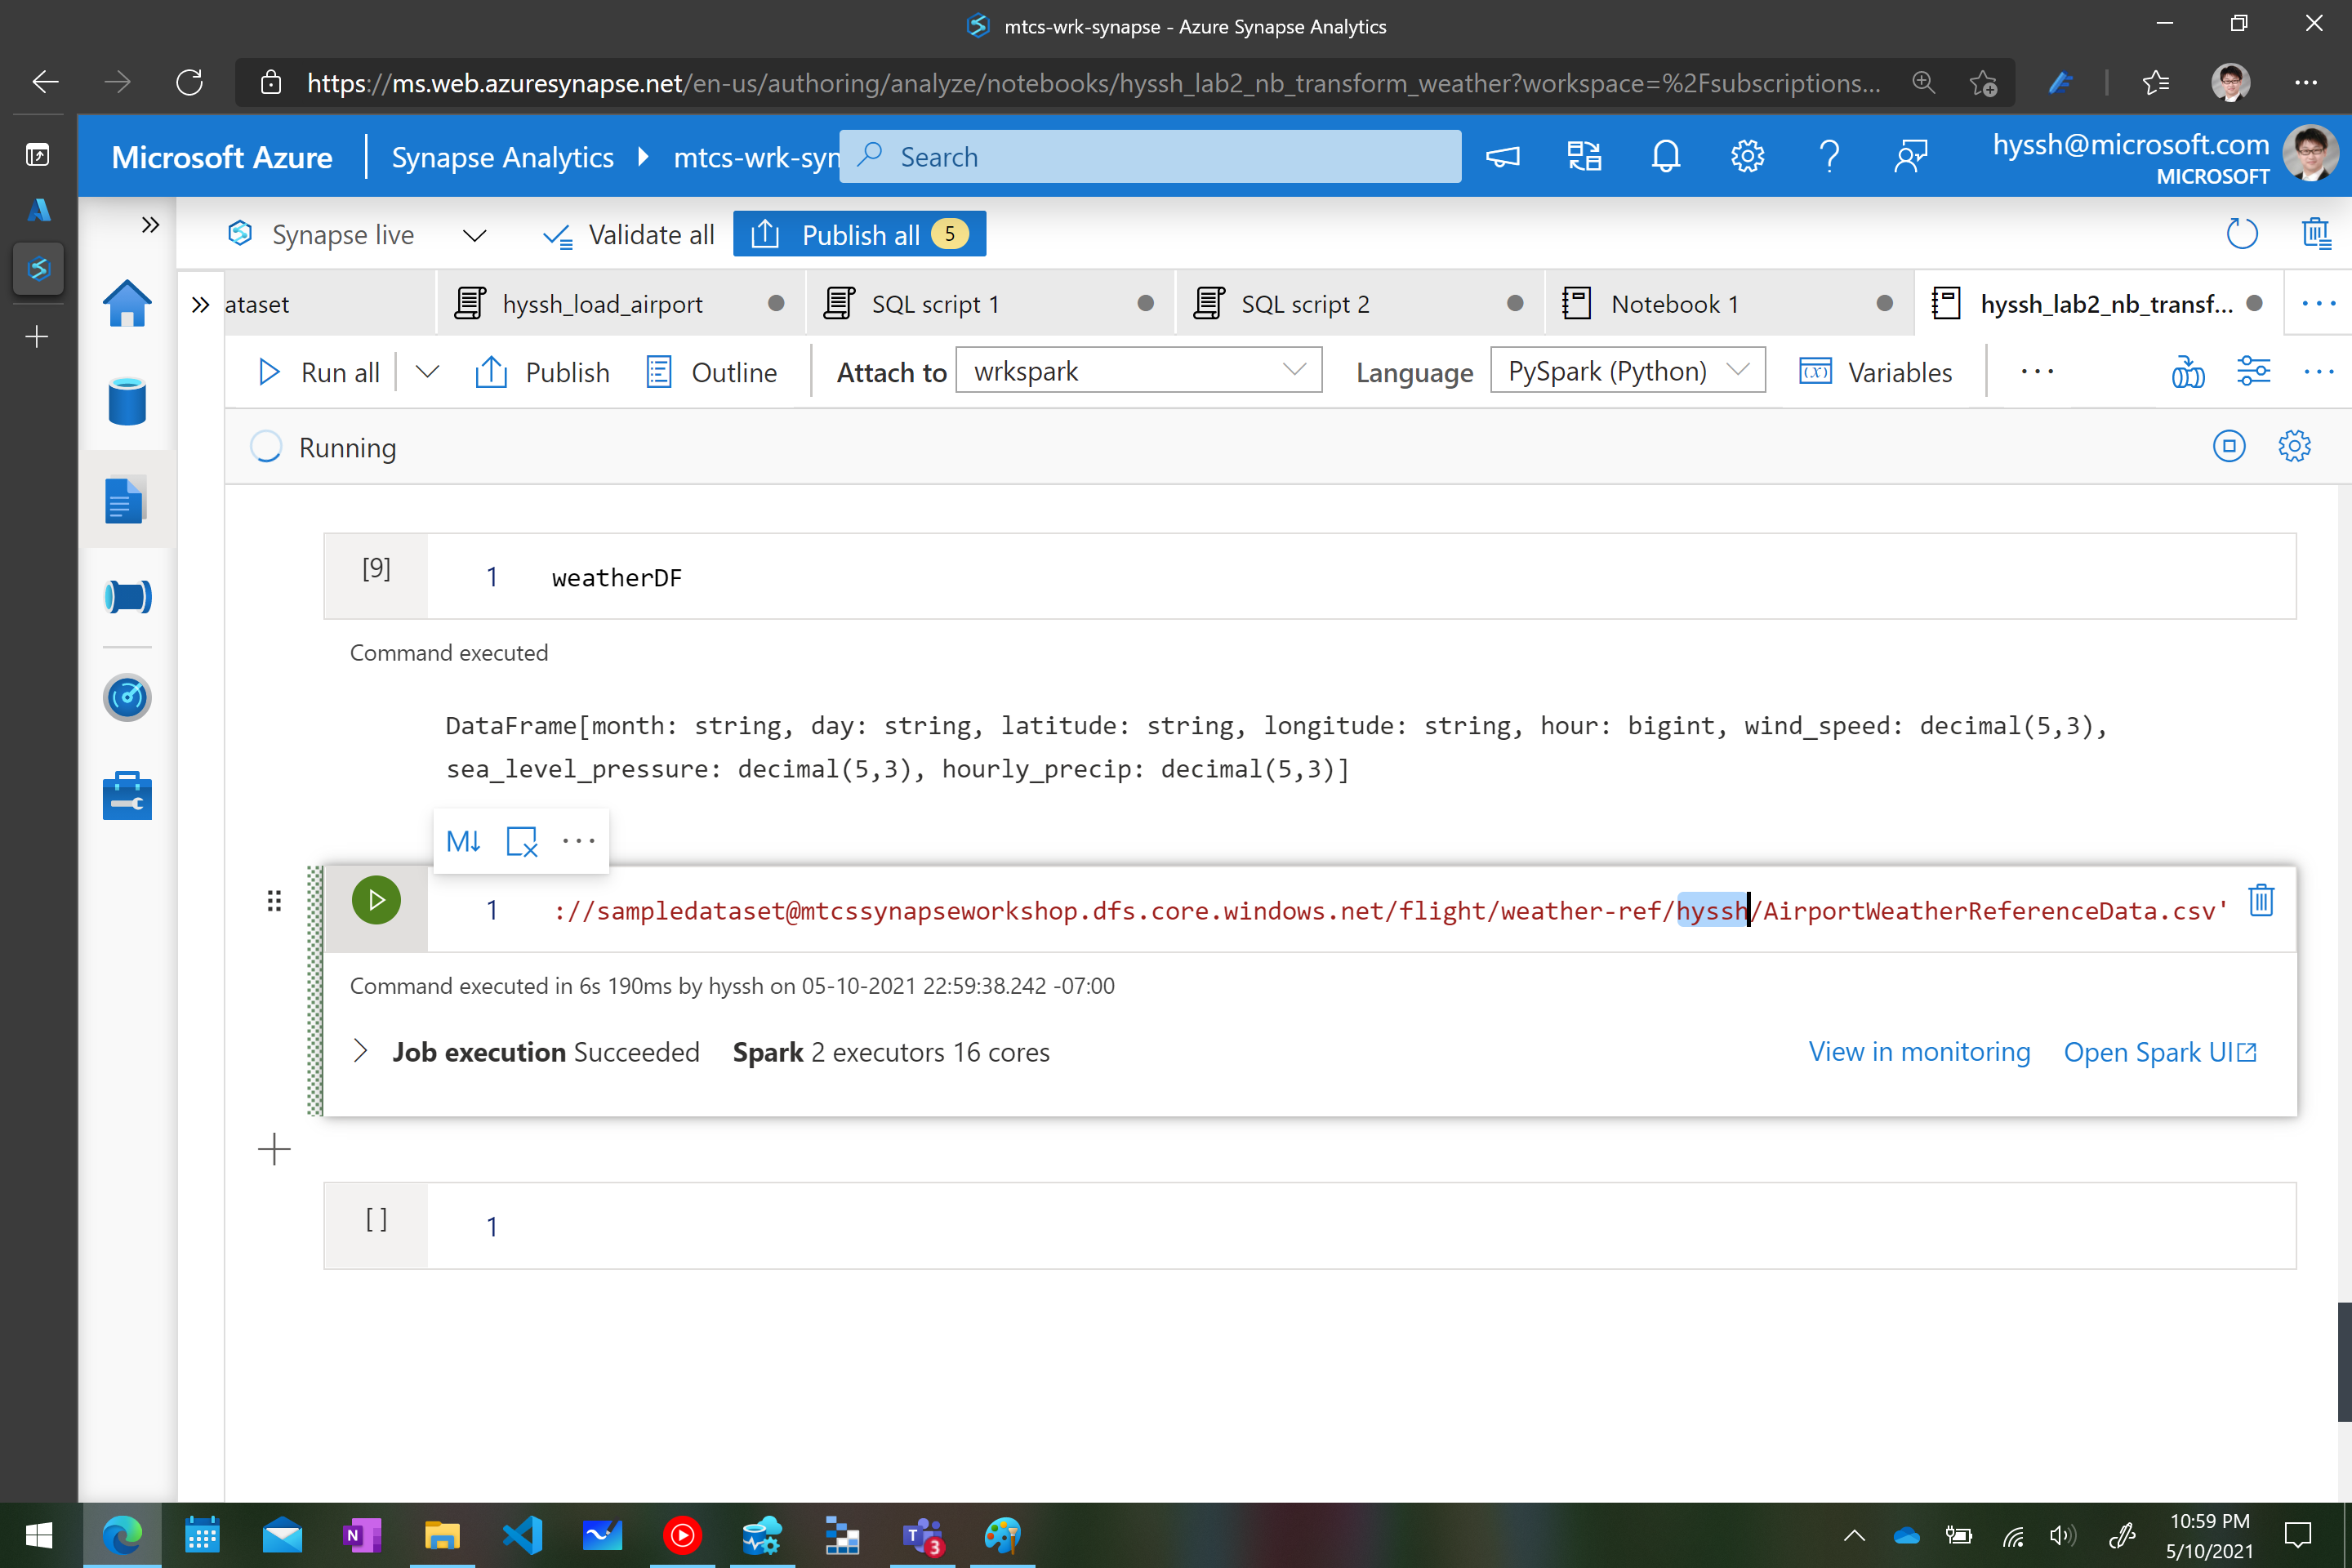 mtcs-wrk-synapse - Azure Synapse Analytics
https://ms.web.azuresynapse.net/en-us/authoring/analyze/notebooks/hyssh_lab2_nb_transform_weather?workspace=%2Fsubscriptions...
Microsoft Azure
Synapse Analytics
mtcs-wrk-syn
Search
hyssh@microsoft.com
MICROSOFT
Synapse live
Validate all
Publish all 5
ataset
hyssh_load_airport
SQL script 1
SQL script 2
Notebook 1
hyssh_lab2_nb_transf...
Run all
Publish
Outline
Attach to wrkspark
Language PySpark (Python)
Variables
Running
[9] 1 weatherDF
Command executed
DataFrame[month: string, day: string, latitude: string, longitude: string, hour: bigint, wind_speed: decimal(5,3),
sea_level_pressure: decimal(5,3), hourly_precip: decimal(5,3)]
M↓
1 ://sampledataset@mtcssynapseworkshop.dfs.core.windows.net/flight/weather-ref/hyssh/AirportWeatherReferenceData.csv'
Command executed in 6s 190ms by hyssh on 05-10-2021 22:59:38.242 -07:00
Job execution Succeeded Spark 2 executors 16 cores
View in monitoring
Open Spark UI
[ ] 1
10:59 PM
5/10/2021
N
T
3